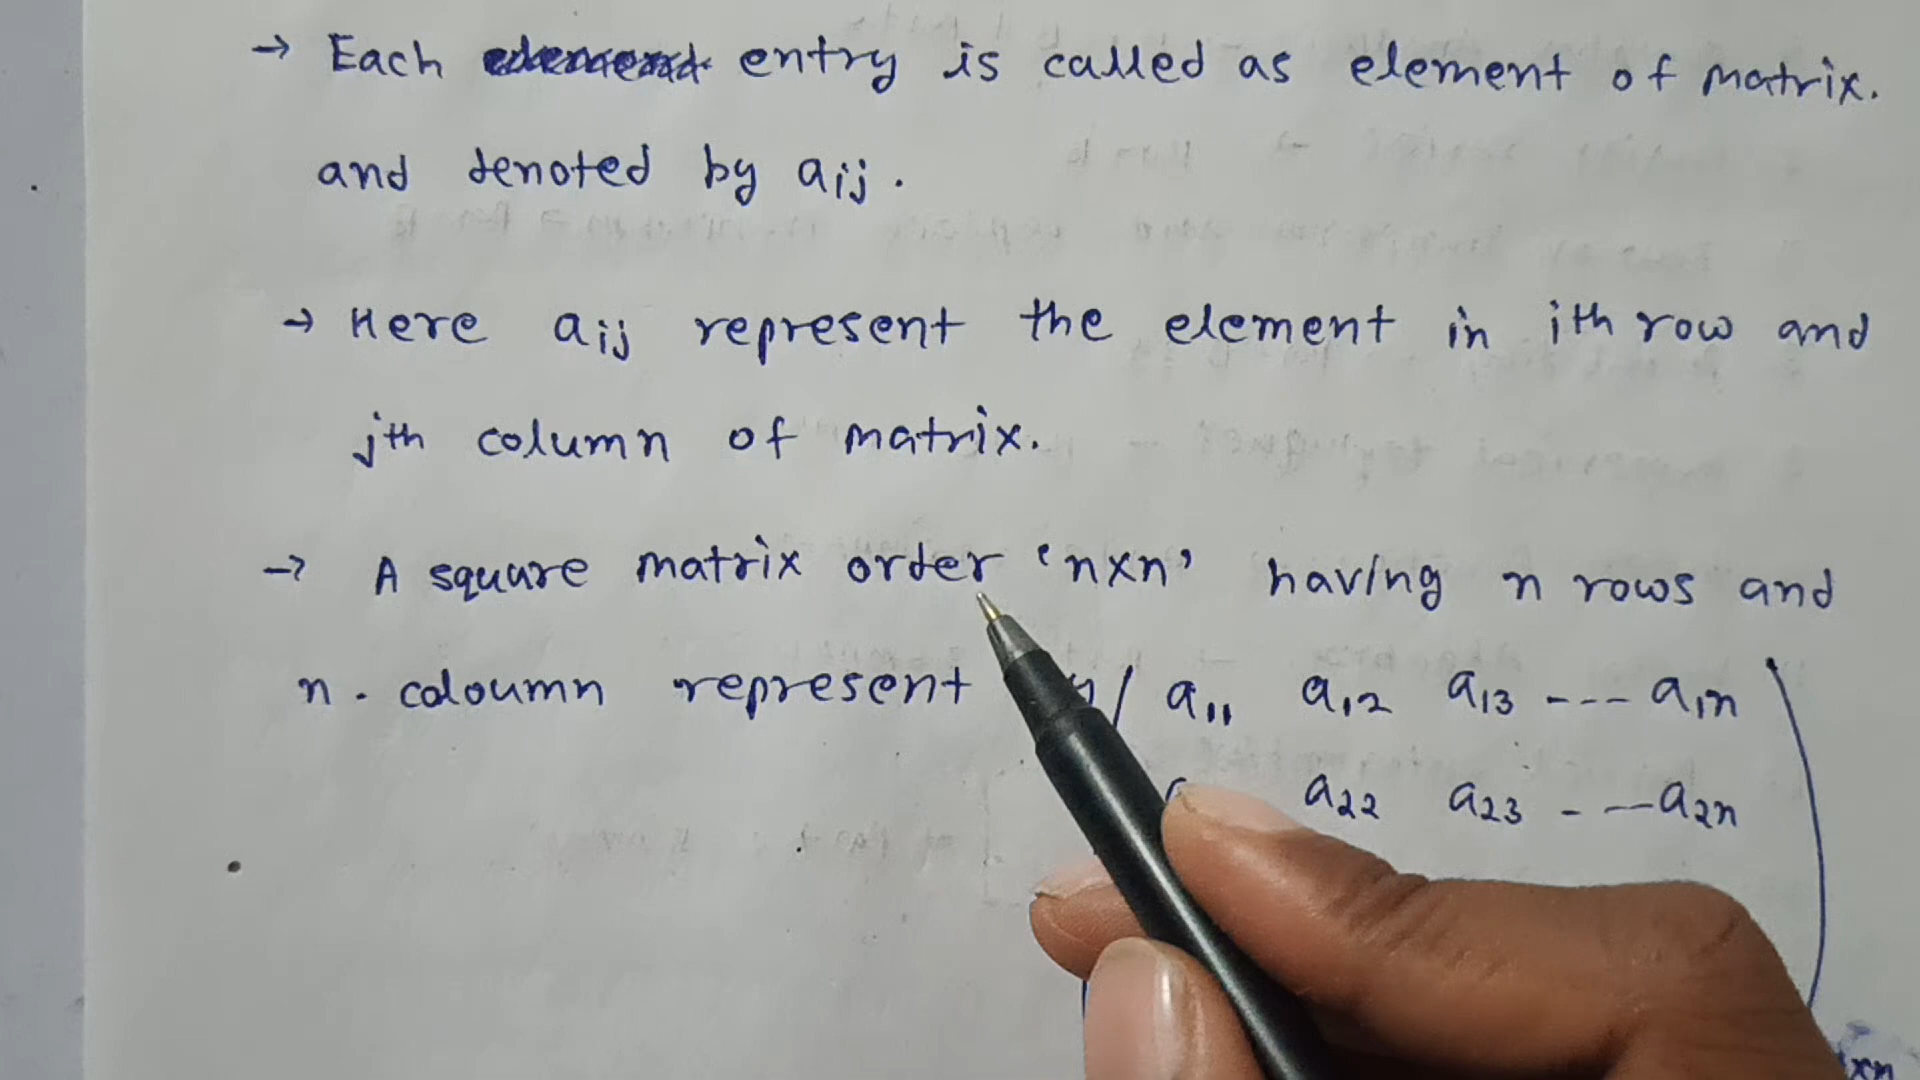 → Each entry is called as element of matrix.
and denoted by aij.
→ Here aij represent the element in ith row and
jth column of matrix.
→ A square matrix order 'n×n' having n rows and
n. coloumn represent a11 a12 a13 --- a1n
a22 a23 - -- a2n